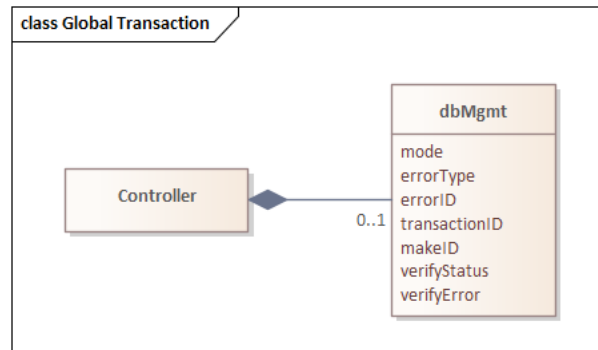 class Global Transaction
dbMgmt
mode
errorType
errorID
transactionID
makeID
verifyStatus
verifyError
Controller
0..1